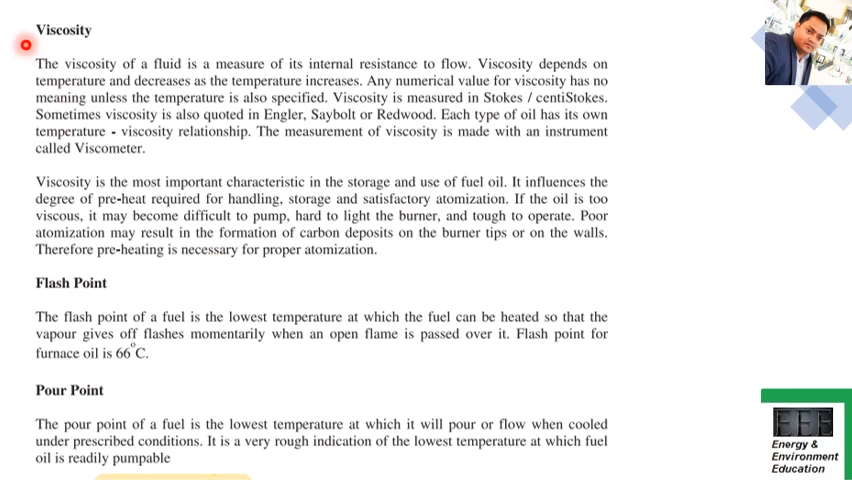 Viscosity
The viscosity of a fluid is a measure of its internal resistance to flow. Viscosity depends on
temperature and decreases as the temperature increases. Any numerical value for viscosity has no
meaning unless the temperature is also specified. Viscosity is measured in Stokes / centiStokes.
Sometimes viscosity is also quoted in Engler, Saybolt or Redwood. Each type of oil has its own
temperature - viscosity relationship. The measurement of viscosity is made with an instrument
called Viscometer.
Viscosity is the most important characteristic in the storage and use of fuel oil. It influences the
degree of pre-heat required for handling, storage and satisfactory atomization. If the oil is too
viscous, it may become difficult to pump, hard to light the burner, and tough to operate. Poor
atomization may result in the formation of carbon deposits on the burner tips or on the walls.
Therefore pre-heating is necessary for proper atomization.
Flash Point
The flash point of a fuel is the lowest temperature at which the fuel can be heated so that the
vapour gives off flashes momentarily when an open flame is passed over it. Flash point for
furnace oil is 66°C.
Pour Point
The pour point of a fuel is the lowest temperature at which it will pour or flow when cooled
under prescribed conditions. It is a very rough indication of the lowest temperature at which fuel
oil is readily pumpable
EEE
Energy &
Environment
Education